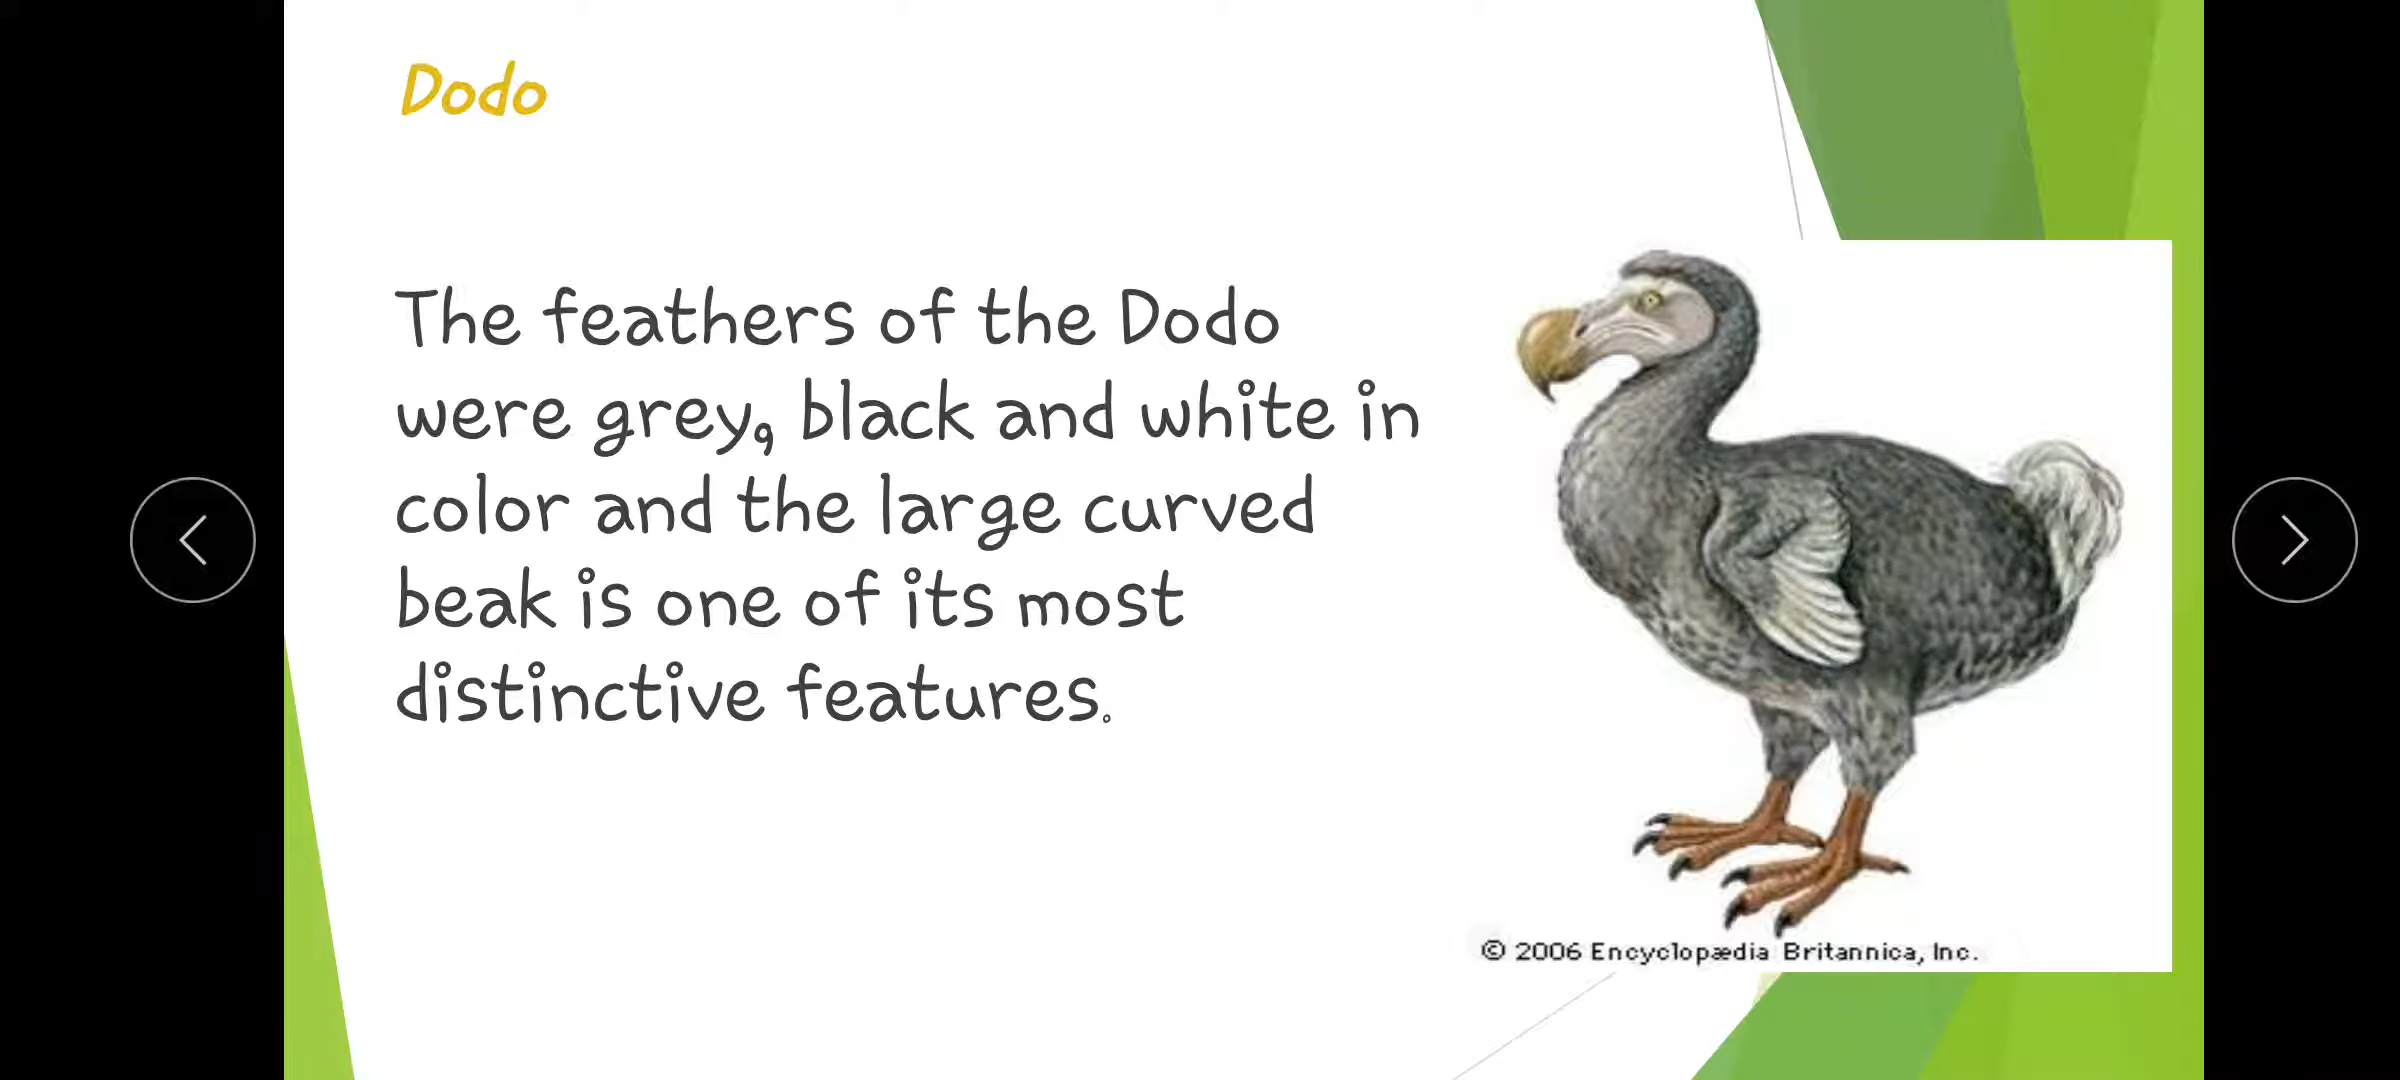 Dodo
The feathers of the Dodo
were grey, black and white in
color and the large curved
beak is one of its most
distinctive features.
© 2006 Encyclopædia Britannica, Inc.